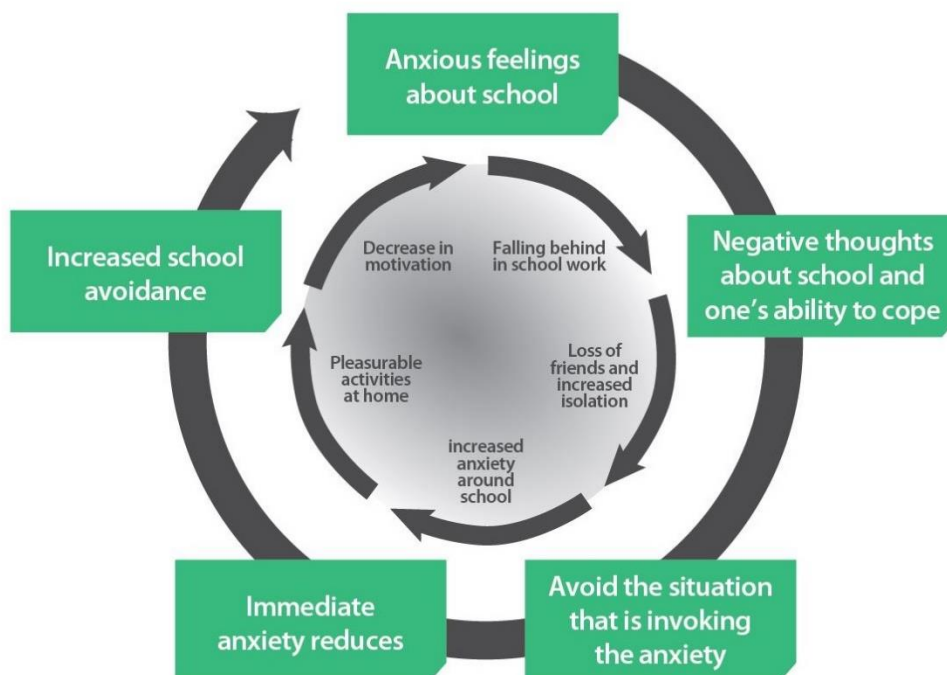 Anxious feelings
about school
Negative thoughts
about school and
one's ability to cope
Avoid the situation
that is invoking
the anxiety
Immediate
anxiety reduces
Increased school
avoidance
Falling behind
in school work
Loss of
friends and
increased
isolation
increased
anxiety
around
school
Pleasurable
activities
at home
Decrease in
motivation